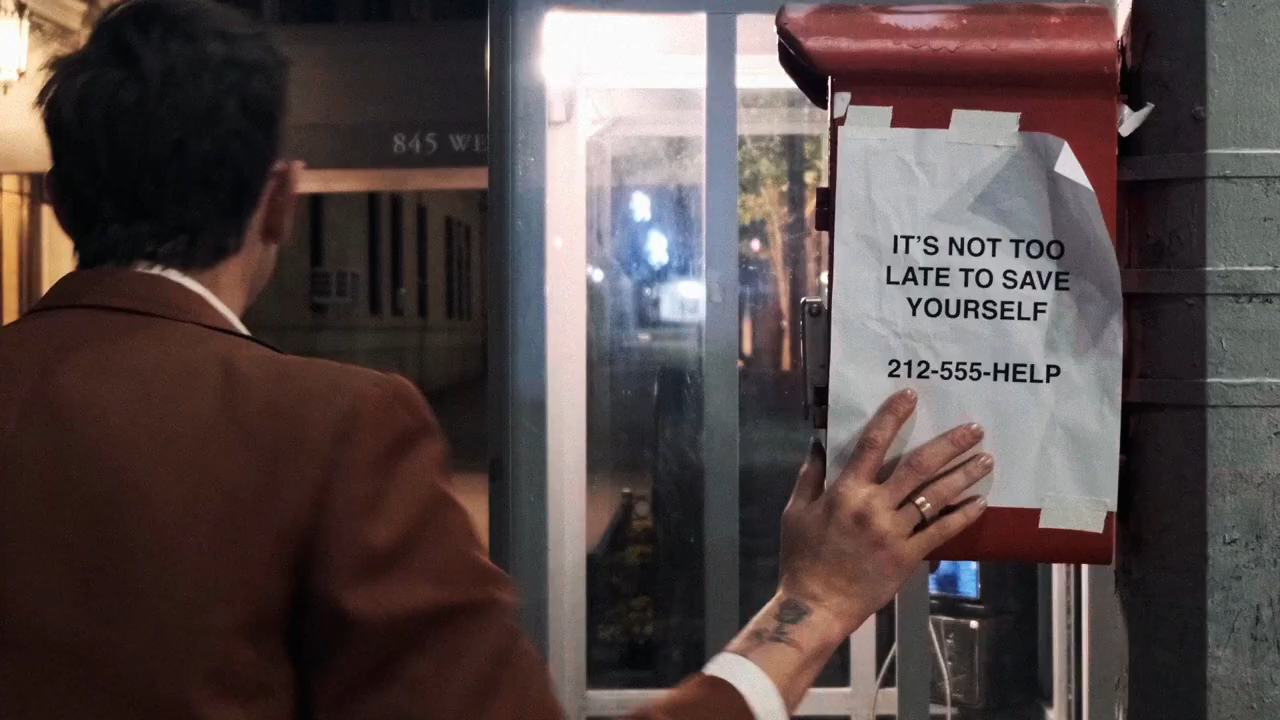 845 WE
IT'S NOT TOO
LATE TO SAVE
YOURSELF
212-555-HELP